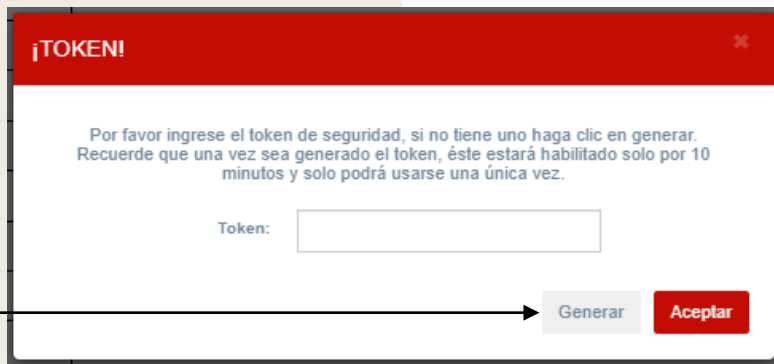 ¡TOKEN!
Por favor ingrese el token de seguridad, si no tiene uno haga clic en generar.
Recuerde que una vez sea generado el token, éste estará habilitado solo por 10
minutos y solo podrá usarse una única vez.
Token:
Generar Aceptar